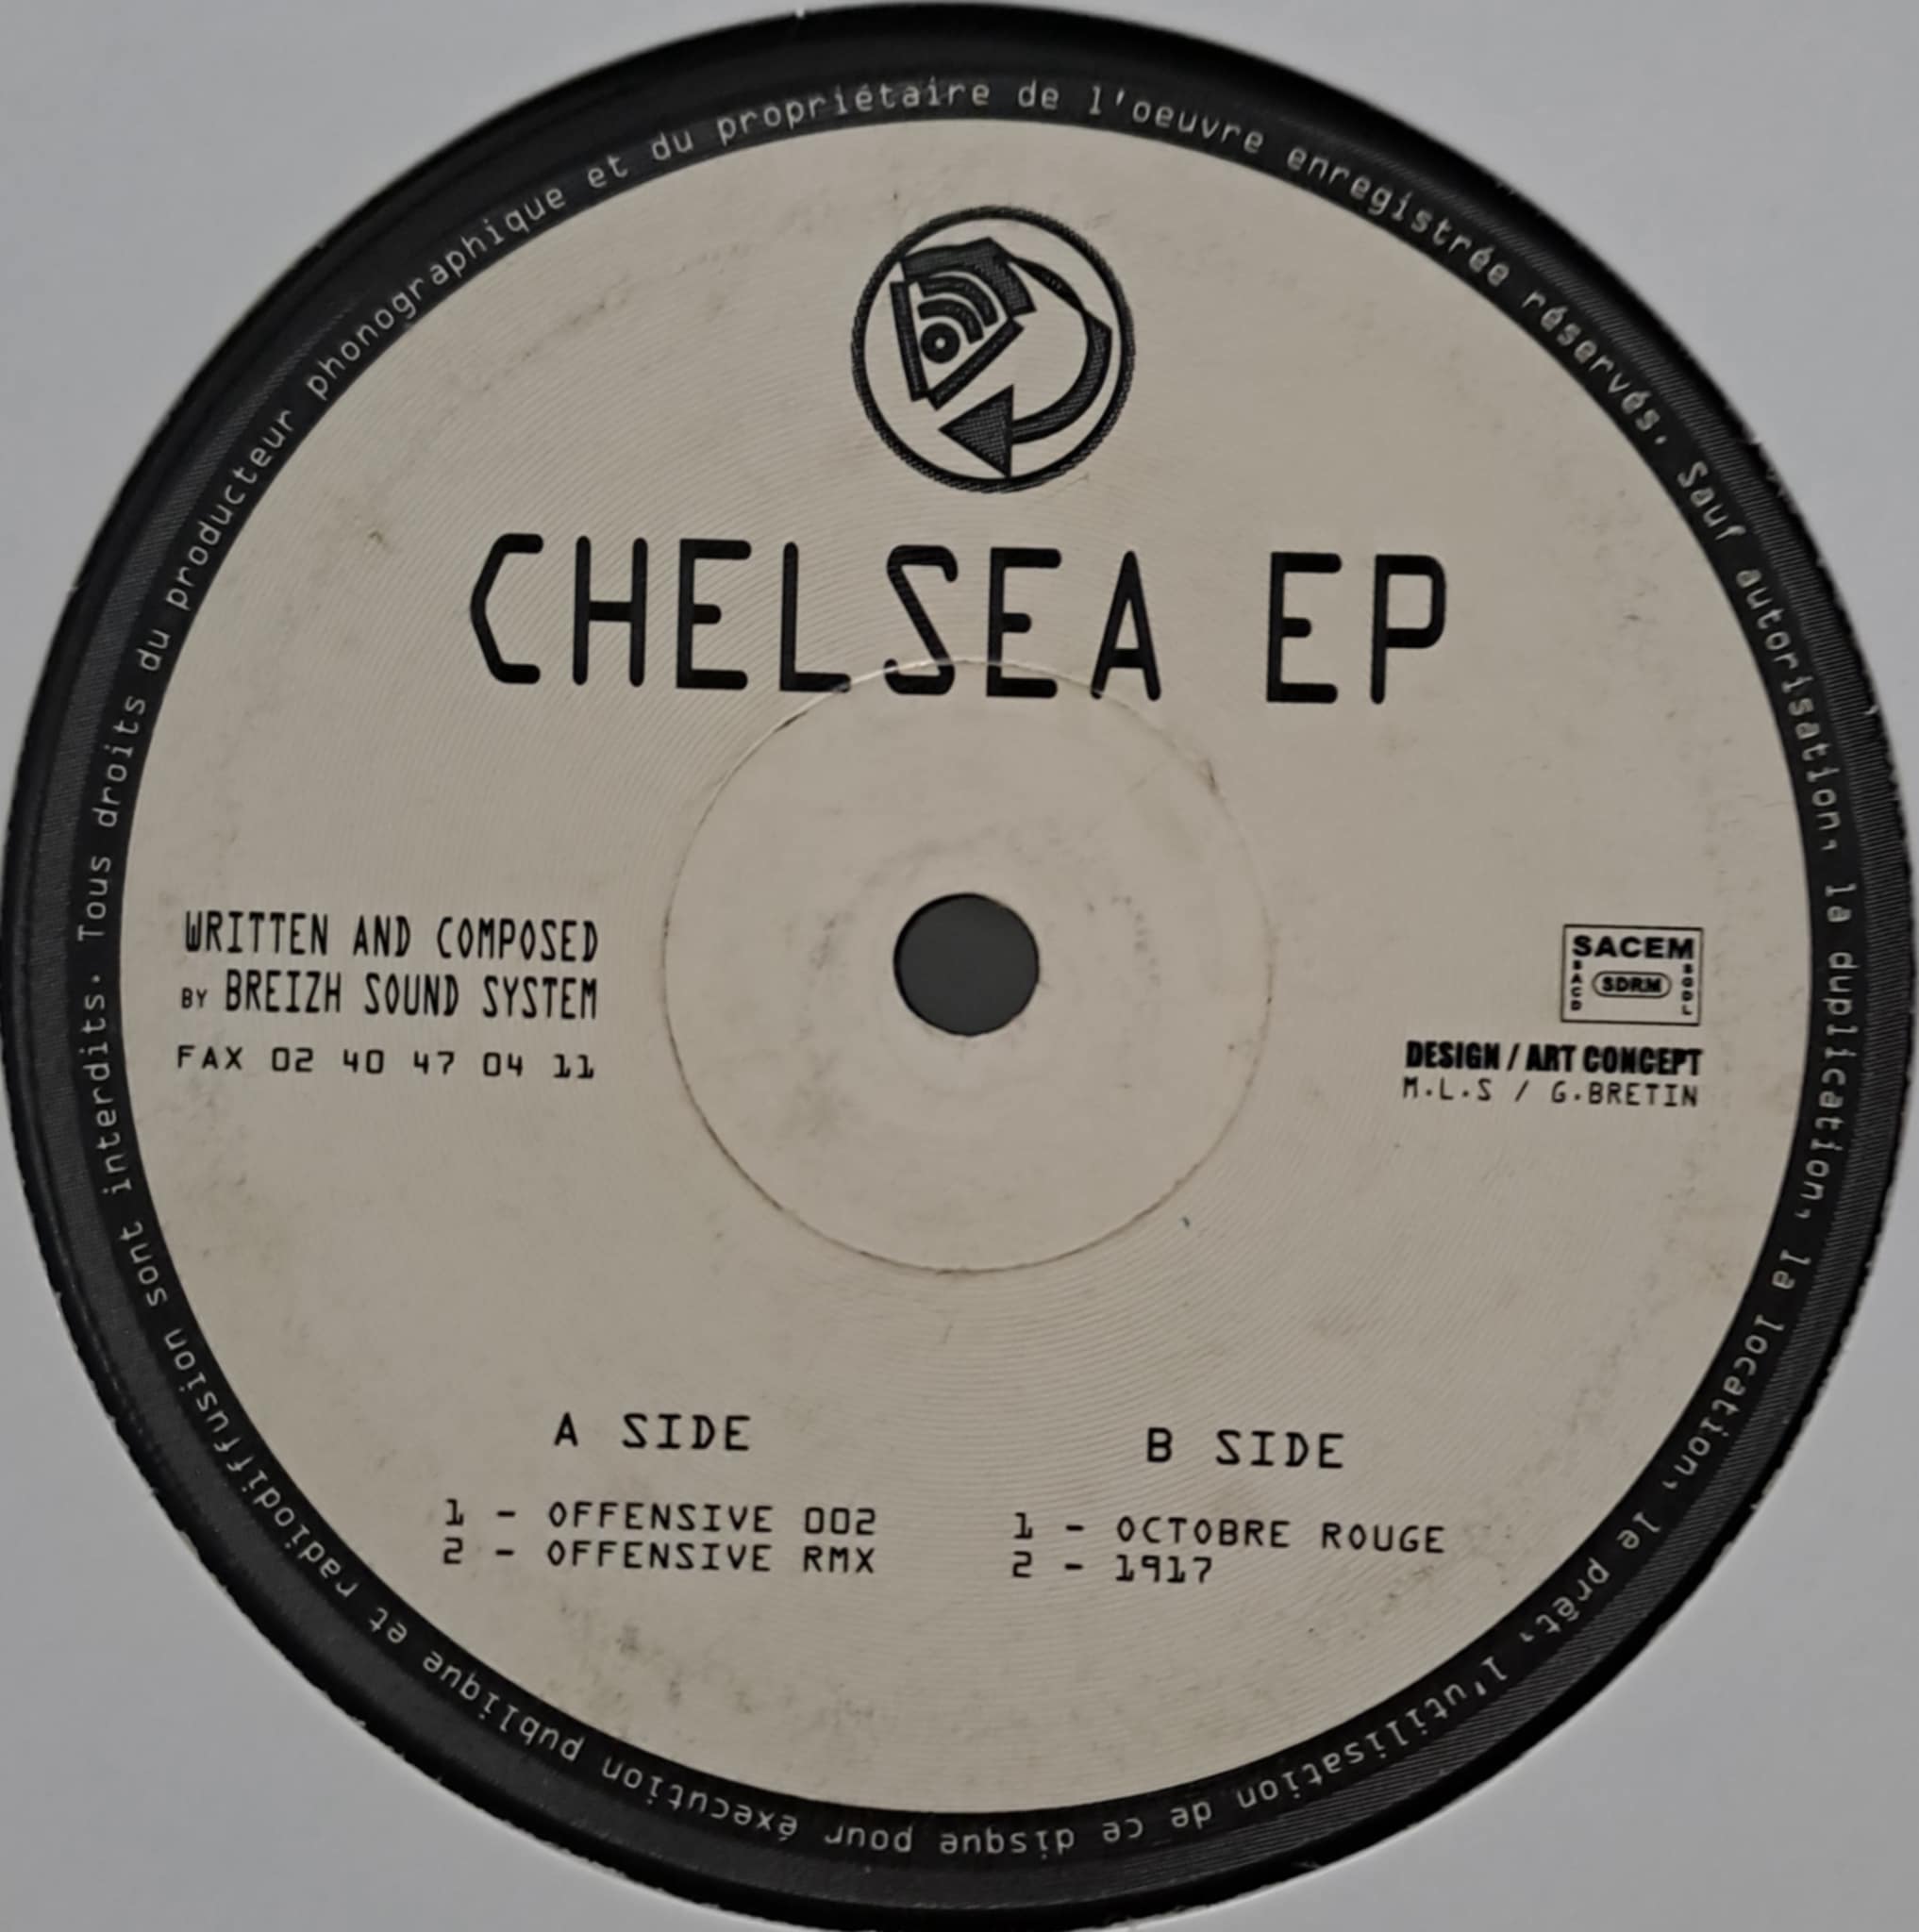 Tous droits du producteur phonographique et du propriétaire de l'oeuvre enregistrée réservés. Sauf autorisation, la duplication, la location, le prêt, l'utilisation de ce disque pour éxecution publique et radiodiffusion sont interdits.
CHELSEA EP
WRITTEN AND COMPOSED
BY BREIZH SOUND SYSTEM
FAX 02 40 47 04 11
SACEM
SACD
SDRM
SGDL
DESIGN / ART CONCEPT
M.L.S / G.BRETIN
A SIDE
1 - OFFENSIVE 002
2 - OFFENSIVE RMX
B SIDE
1 - OCTOBRE ROUGE
2 - 1917